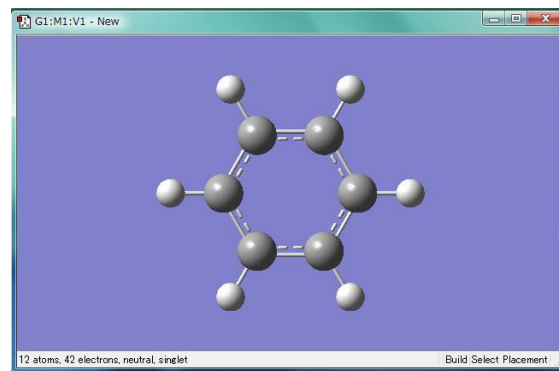 G1:M1:V1 - New
12 atoms, 42 electrons, neutral, singlet
Build Select Placement